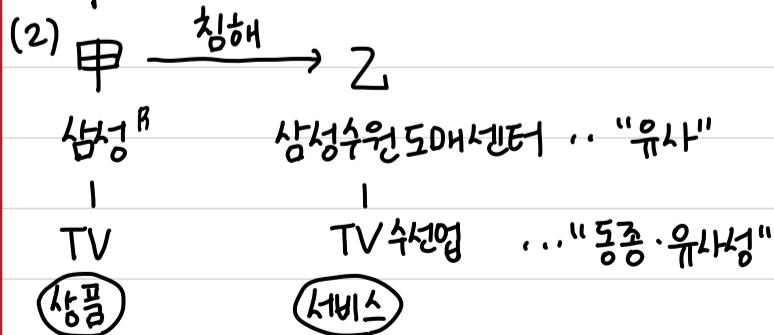 (2) 甲 침해 → 乙
삼성ᴿ 삼성수원도매센터 .. "유사"
TV TV수선업 ..."동종·유사성"
상품 서비스